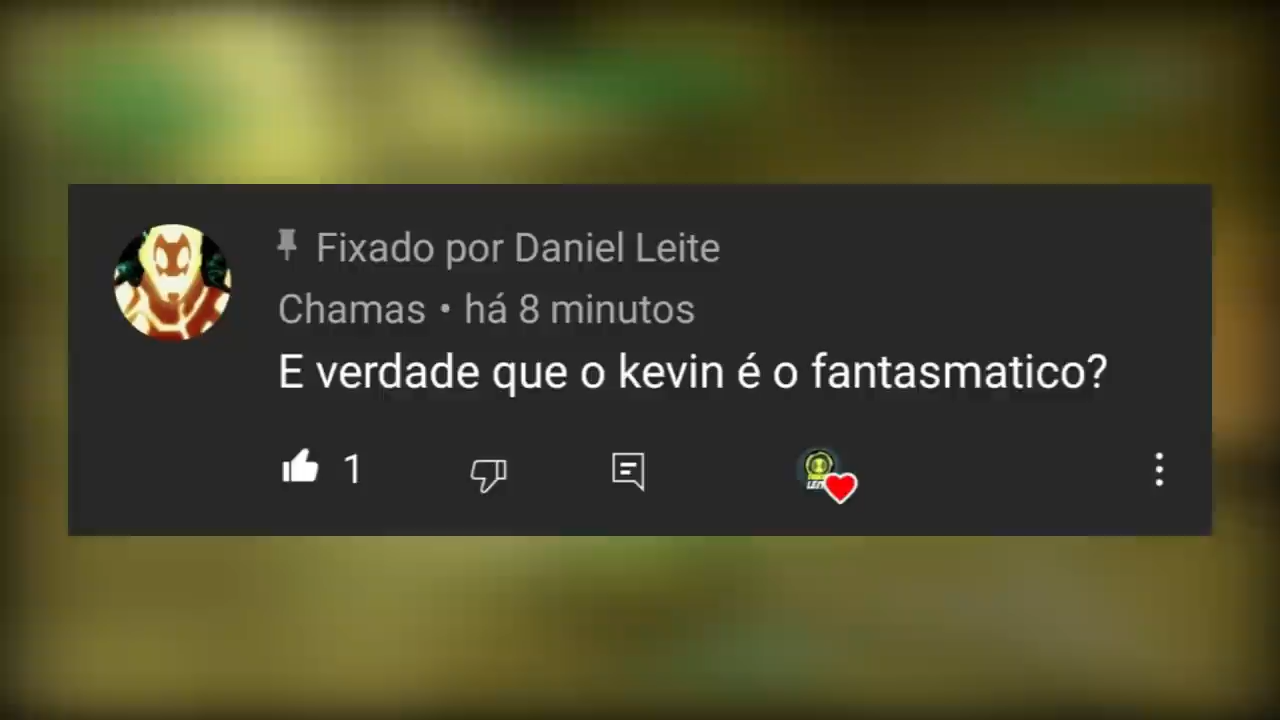 Fixado por Daniel Leite
Chamas • há 8 minutos
E verdade que o kevin é o fantasmatico?
1